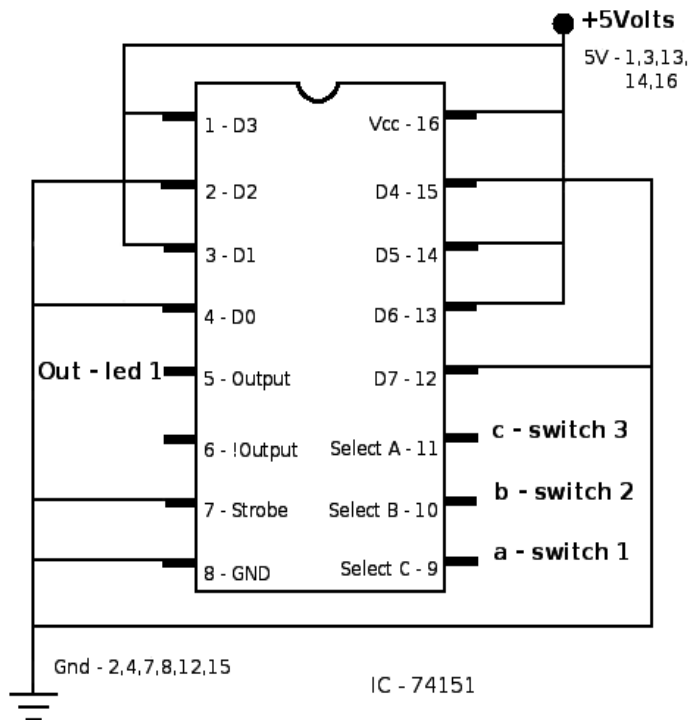 +5Volts
5V - 1,3,13,
14,16
1 - D3
Vcc - 16
2 - D2
D4 - 15
3 - D1
D5 - 14
4 - D0
D6 - 13
Out - led 1
5 - Output
D7 - 12
c - switch 3
6 - !Output
Select A - 11
b - switch 2
7 - Strobe
Select B - 10
a - switch 1
8 - GND
Select C - 9
Gnd - 2,4,7,8,12,15
IC - 74151